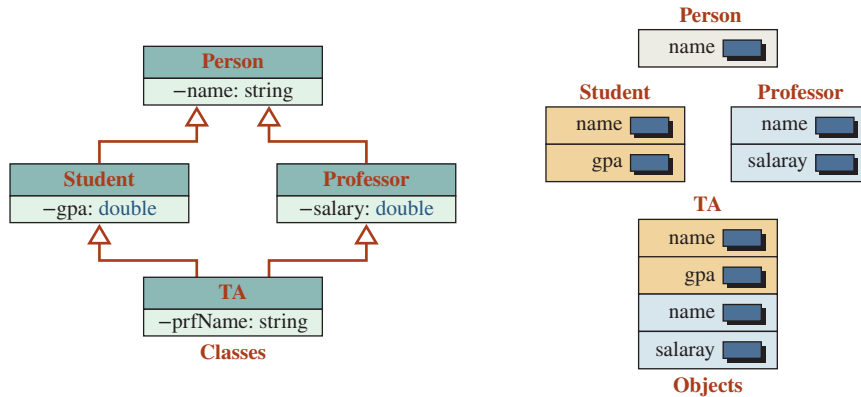 Person
−name: string
Student
−gpa: double
Professor
−salary: double
TA
−prfName: string
Classes
Person
name
Student
name
gpa
Professor
name
salaray
TA
name
gpa
name
salaray
Objects